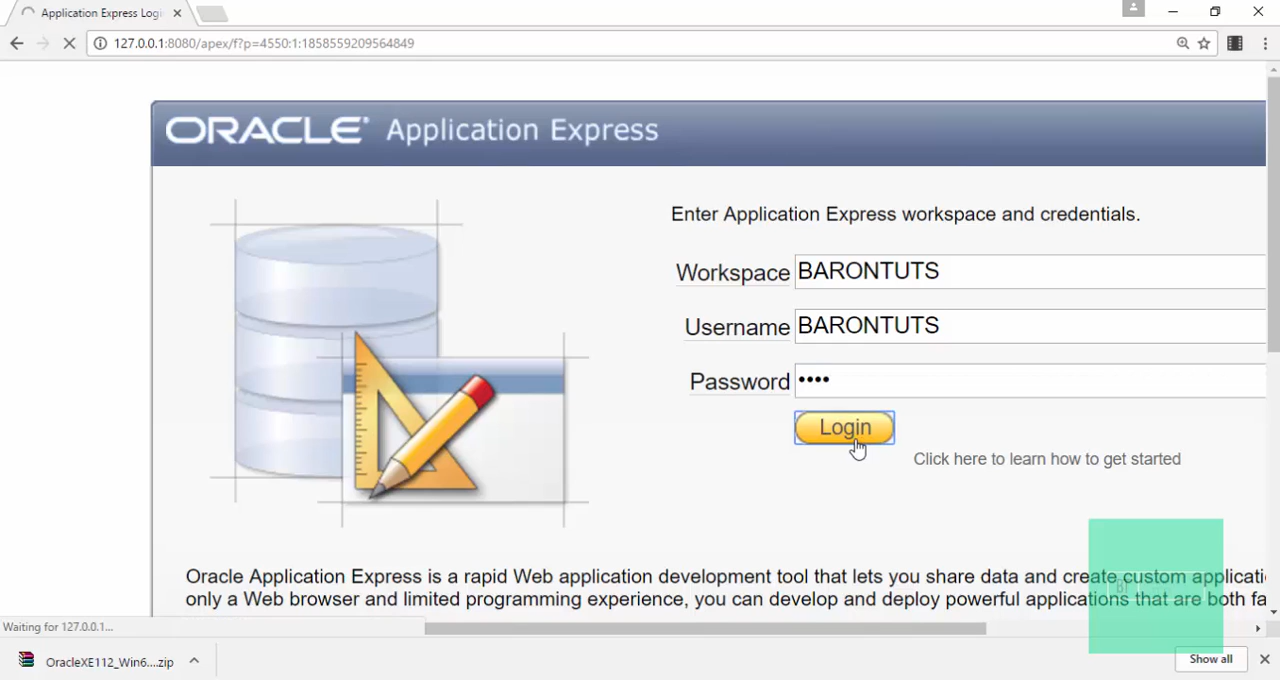 Application Express Logi
127.0.0.1:8080/apex/f?p=4550:1:1858559209564849
ORACLE® Application Express
Enter Application Express workspace and credentials.
Workspace BARONTUTS
Username BARONTUTS
Password ••••
Login
Click here to learn how to get started
Oracle Application Express is a rapid Web application development tool that lets you share data and create custom applicati
only a Web browser and limited programming experience, you can develop and deploy powerful applications that are both fa
Waiting for 127.0.0.1...
OracleXE112_Win6....zip
Show all